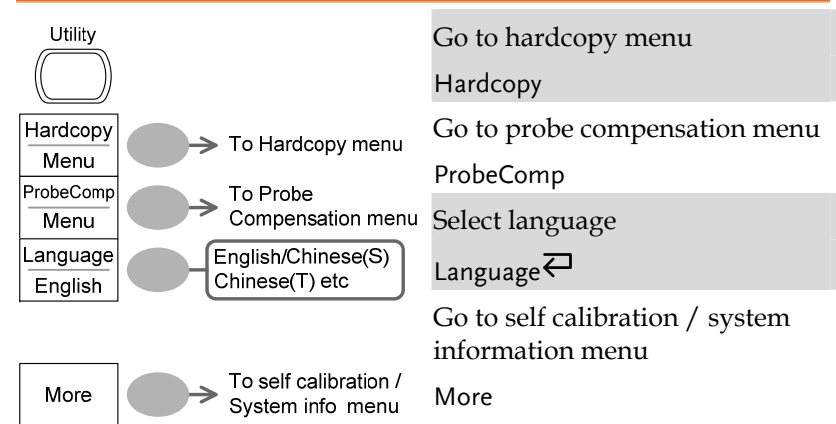 Utility
Hardcopy
Menu
To Hardcopy menu
ProbeComp
Menu
To Probe
Compensation menu
Language
English
English/Chinese(S)
Chinese(T) etc
More
To self calibration /
System info menu
Go to hardcopy menu
Hardcopy
Go to probe compensation menu
ProbeComp
Select language
Language
Go to self calibration / system
information menu
More